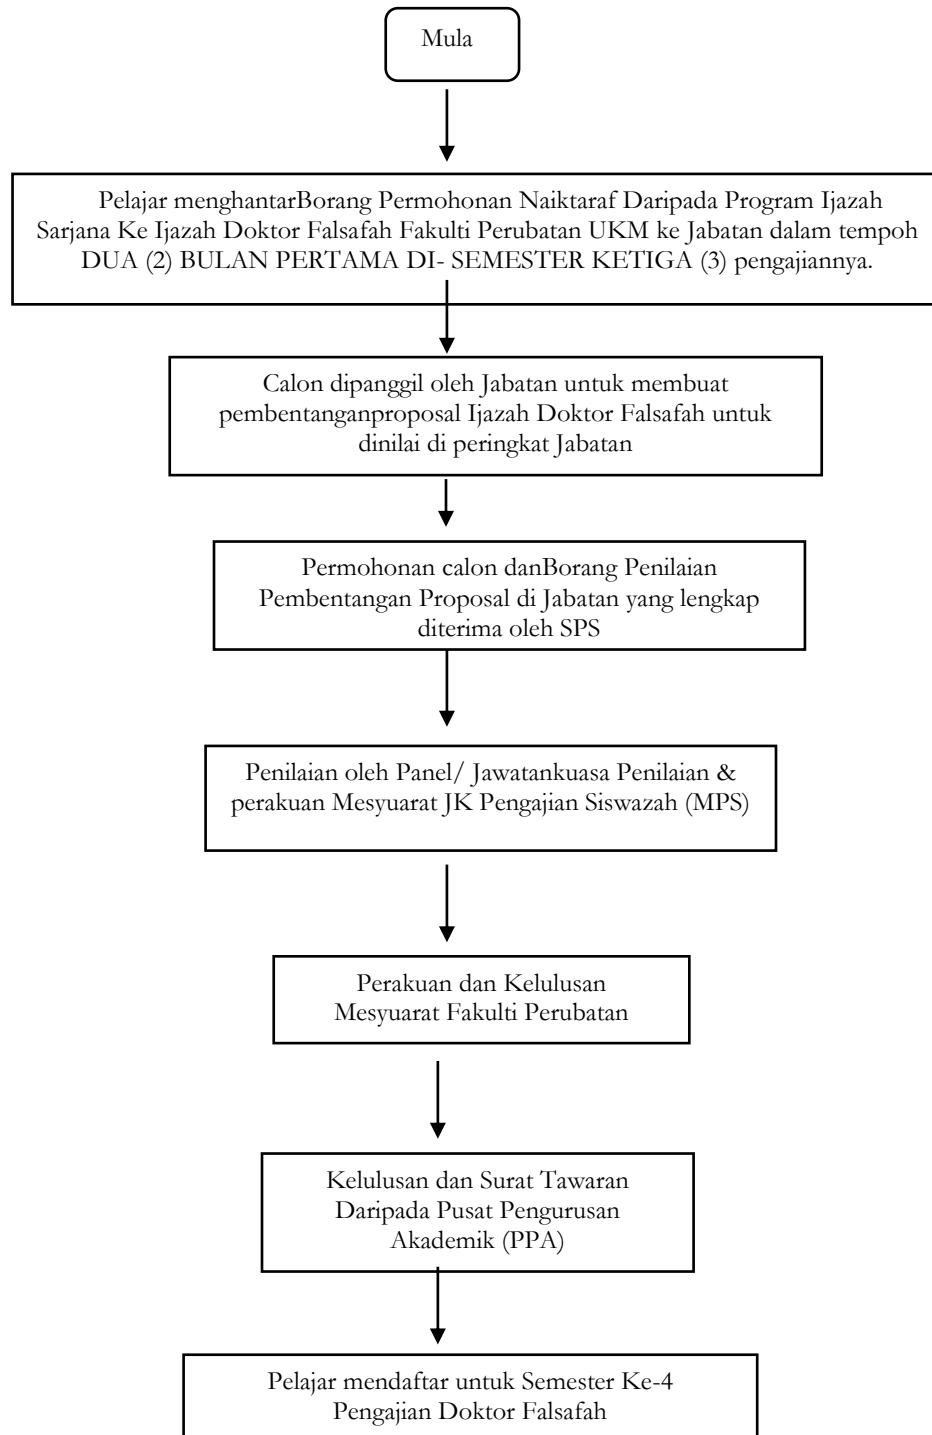 Mula
Pelajar menghantarBorang Permohonan Naiktaraf Daripada Program Ijazah
Sarjana Ke Ijazah Doktor Falsafah Fakulti Perubatan UKM ke Jabatan dalam tempoh
DUA (2) BULAN PERTAMA DI- SEMESTER KETIGA (3) pengajiannya.
Calon dipanggil oleh Jabatan untuk membuat
pembentanganproposal Ijazah Doktor Falsafah untuk
dinilai di peringkat Jabatan
Permohonan calon danBorang Penilaian
Pembentangan Proposal di Jabatan yang lengkap
diterima oleh SPS
Penilaian oleh Panel/ Jawatankuasa Penilaian &
perakuan Mesyuarat JK Pengajian Siswazah (MPS)
Perakuan dan Kelulusan
Mesyuarat Fakulti Perubatan
Kelulusan dan Surat Tawaran
Daripada Pusat Pengurusan
Akademik (PPA)
Pelajar mendaftar untuk Semester Ke-4
Pengajian Doktor Falsafah